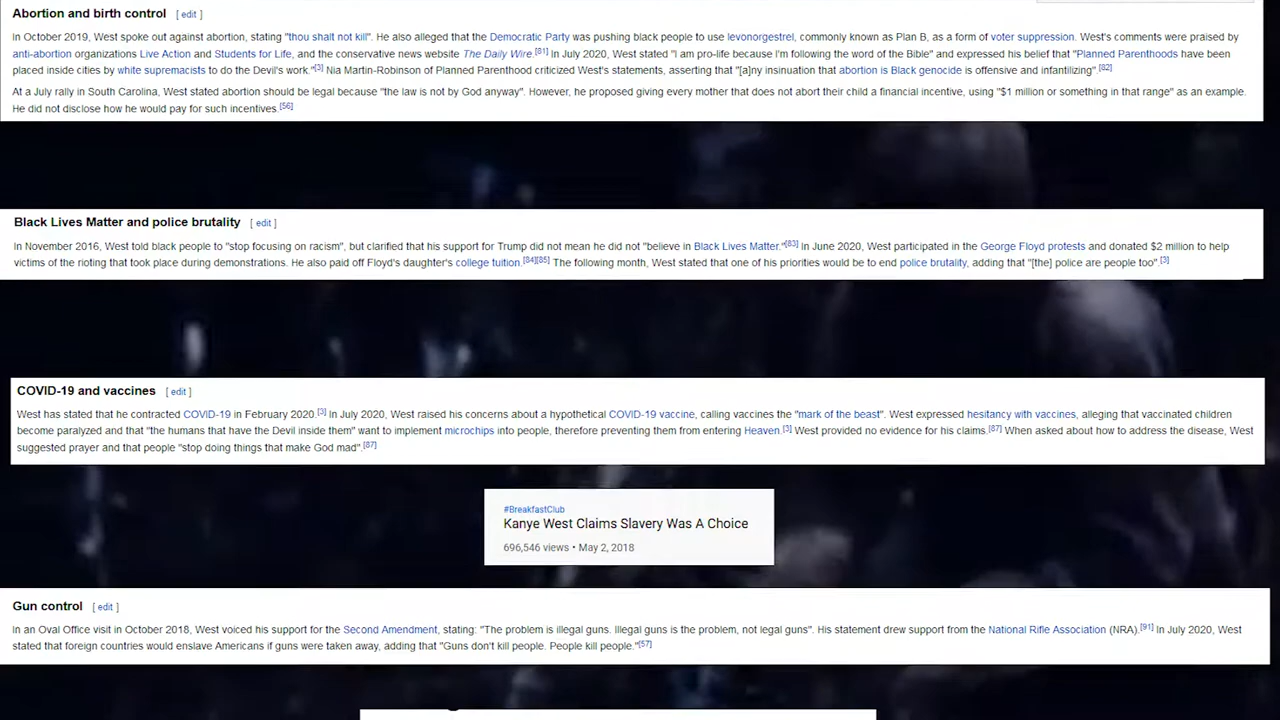 Abortion and birth control [ edit ]
In October 2019, West spoke out against abortion, stating "thou shalt not kill". He also alleged that the Democratic Party was pushing black people to use levonorgestrel, commonly known as Plan B, as a form of voter suppression. West's comments were praised by
anti-abortion organizations Live Action and Students for Life, and the conservative news website The Daily Wire.[81] In July 2020, West stated "I am pro-life because I'm following the word of the Bible" and expressed his belief that "Planned Parenthoods have been
placed inside cities by white supremacists to do the Devil's work."[3] Nia Martin-Robinson of Planned Parenthood criticized West's statements, asserting that "[a]ny insinuation that abortion is Black genocide is offensive and infantilizing".[82]
At a July rally in South Carolina, West stated abortion should be legal because "the law is not by God anyway". However, he proposed giving every mother that does not abort their child a financial incentive, using "$1 million or something in that range" as an example.
He did not disclose how he would pay for such incentives.[56]
Black Lives Matter and police brutality [ edit ]
In November 2016, West told black people to "stop focusing on racism", but clarified that his support for Trump did not mean he did not "believe in Black Lives Matter."[83] In June 2020, West participated in the George Floyd protests and donated $2 million to help
victims of the rioting that took place during demonstrations. He also paid off Floyd's daughter's college tuition.[84][85] The following month, West stated that one of his priorities would be to end police brutality, adding that "[the] police are people too".[3]
COVID-19 and vaccines [ edit ]
West has stated that he contracted COVID-19 in February 2020.[3] In July 2020, West raised his concerns about a hypothetical COVID-19 vaccine, calling vaccines the "mark of the beast". West expressed hesitancy with vaccines, alleging that vaccinated children
become paralyzed and that "the humans that have the Devil inside them" want to implement microchips into people, therefore preventing them from entering Heaven.[3] West provided no evidence for his claims.[87] When asked about how to address the disease, West
suggested prayer and that people "stop doing things that make God mad".[87]
#BreakfastClub
Kanye West Claims Slavery Was A Choice
696,546 views • May 2, 2018
Gun control [ edit ]
In an Oval Office visit in October 2018, West voiced his support for the Second Amendment, stating: "The problem is illegal guns. Illegal guns is the problem, not legal guns". His statement drew support from the National Rifle Association (NRA).[91] In July 2020, West
stated that foreign countries would enslave Americans if guns were taken away, adding that "Guns don't kill people. People kill people."[57]